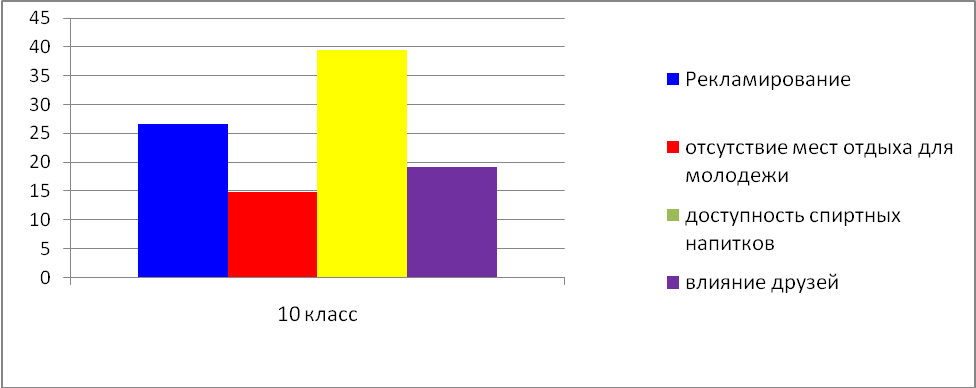 45
40
35
30
25
20
15
10
5
0
10 класс
Рекламирование
отсутствие мест отдыха для
молодежи
доступность спиртных
напитков
влияние друзей